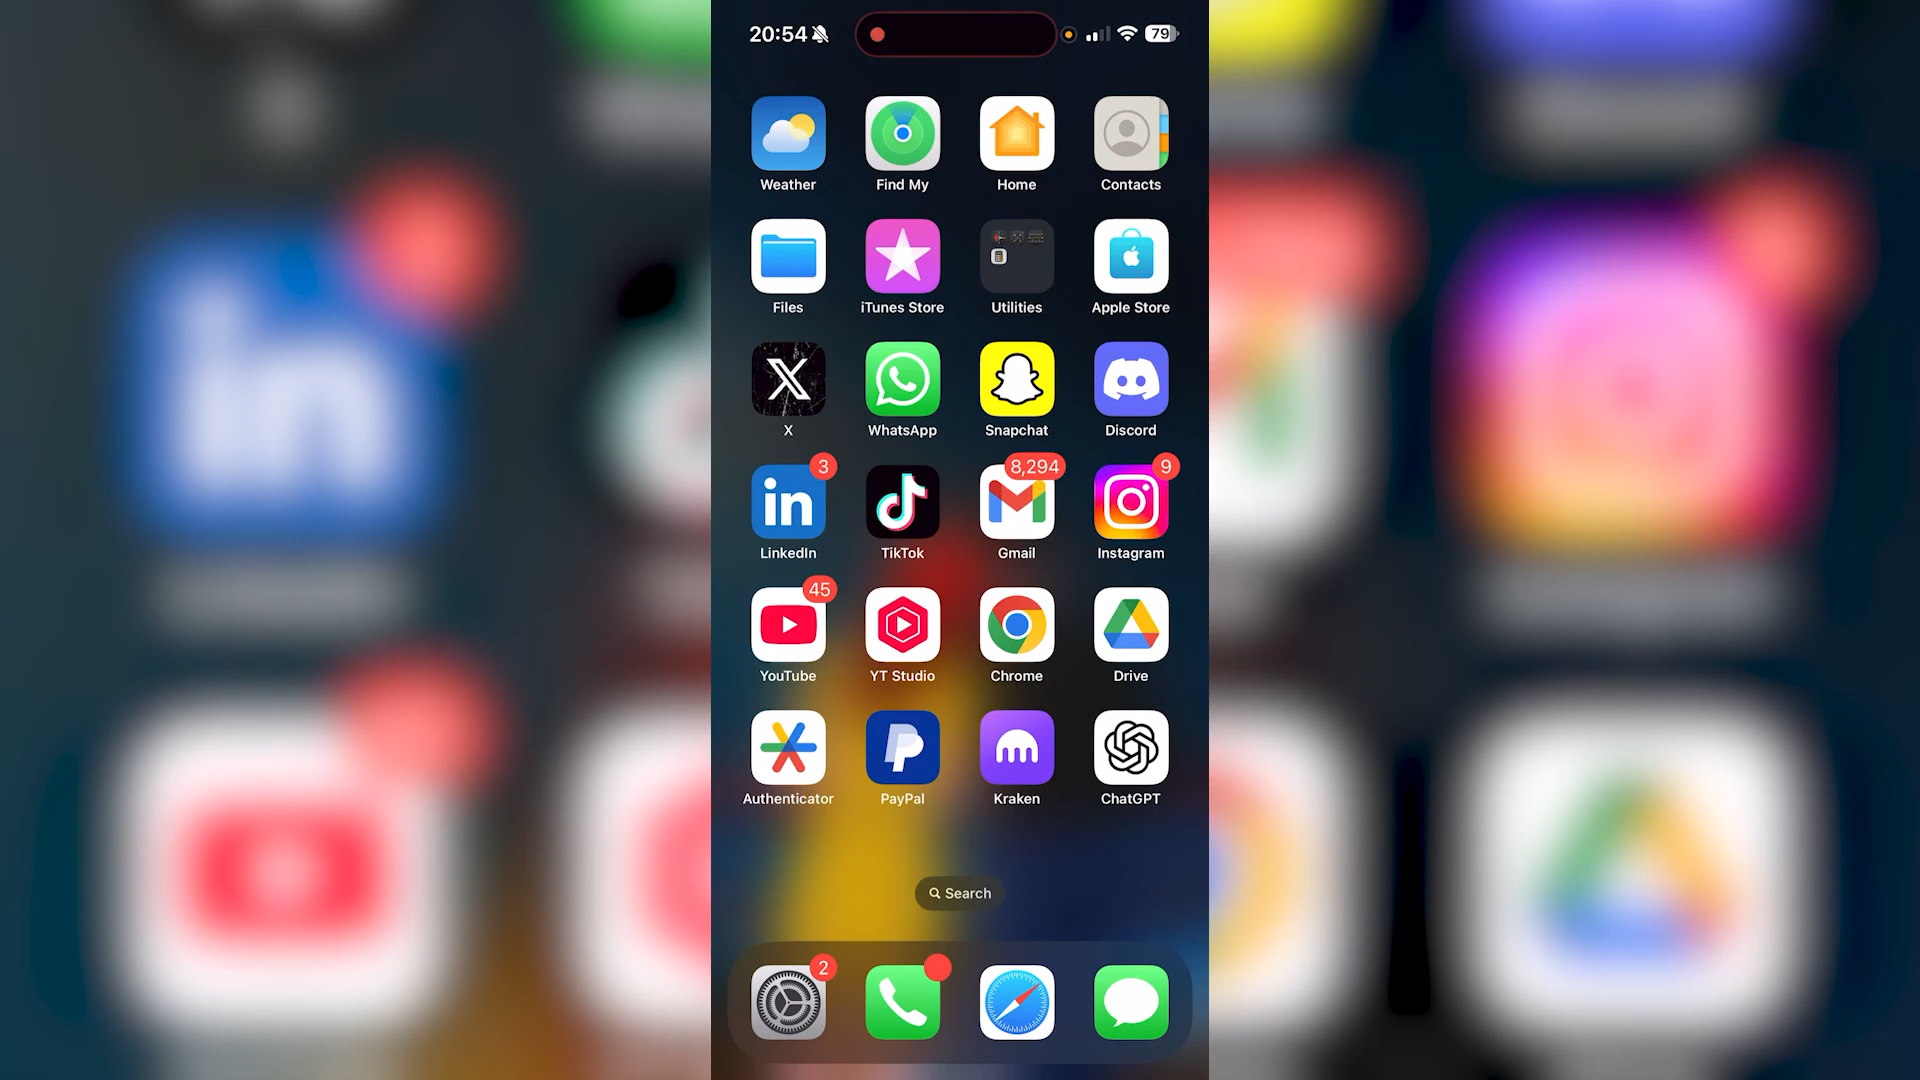 20:54 79
Weather Find My Home Contacts
Files iTunes Store Utilities Apple Store
X WhatsApp Snapchat Discord
3 8,294 9
in
LinkedIn TikTok Gmail Instagram
45
YouTube YT Studio Chrome Drive
Authenticator PayPal Kraken ChatGPT
Search
2